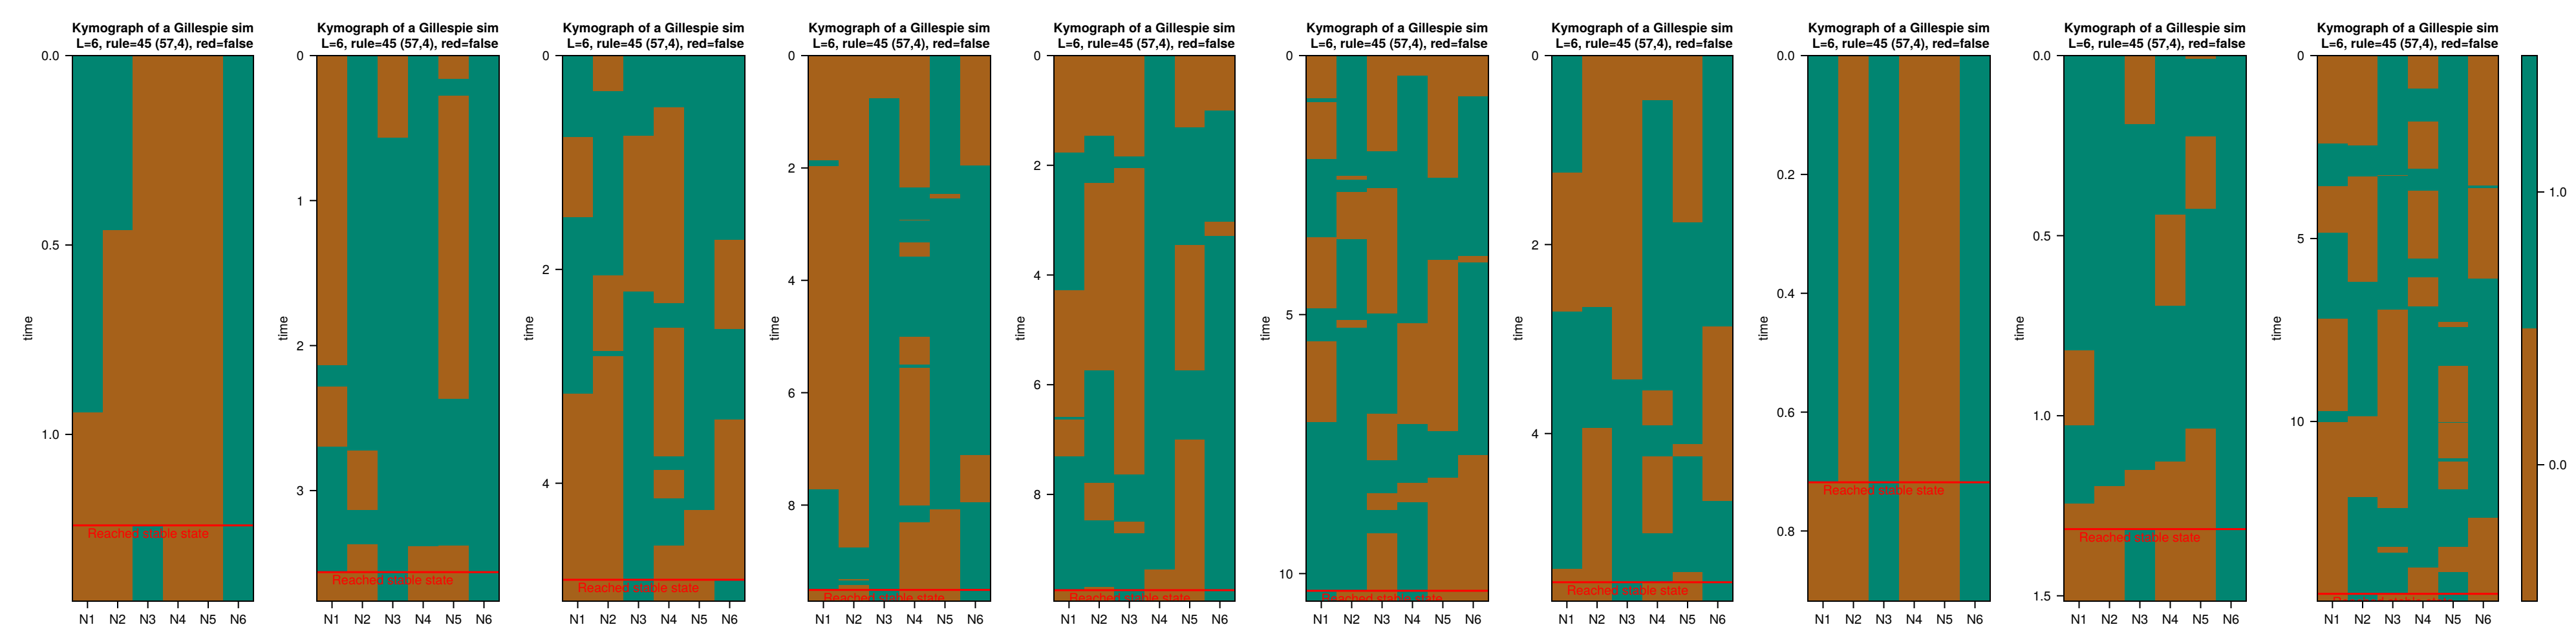 Kymograph of a Gillespie sim
L=6, rule=45 (57,4), red=false
time
0.0
0.5
1.0
Reached stable state
N1 N2 N3 N4 N5 N6
Kymograph of a Gillespie sim
L=6, rule=45 (57,4), red=false
time
0
1
2
3
Reached stable state
N1 N2 N3 N4 N5 N6
Kymograph of a Gillespie sim
L=6, rule=45 (57,4), red=false
time
0
2
4
Reached stable state
N1 N2 N3 N4 N5 N6
Kymograph of a Gillespie sim
L=6, rule=45 (57,4), red=false
time
0
2
4
6
8
Reached stable state
N1 N2 N3 N4 N5 N6
Kymograph of a Gillespie sim
L=6, rule=45 (57,4), red=false
time
0
2
4
6
8
Reached stable state
N1 N2 N3 N4 N5 N6
Kymograph of a Gillespie sim
L=6, rule=45 (57,4), red=false
time
0
5
10
Reached stable state
N1 N2 N3 N4 N5 N6
Kymograph of a Gillespie sim
L=6, rule=45 (57,4), red=false
time
0
2
4
Reached stable state
N1 N2 N3 N4 N5 N6
Kymograph of a Gillespie sim
L=6, rule=45 (57,4), red=false
time
0.0
0.2
0.4
0.6
0.8
Reached stable state
N1 N2 N3 N4 N5 N6
Kymograph of a Gillespie sim
L=6, rule=45 (57,4), red=false
time
0.0
0.5
1.0
1.5
Reached stable state
N1 N2 N3 N4 N5 N6
Kymograph of a Gillespie sim
L=6, rule=45 (57,4), red=false
time
0
5
10
N1 N2 N3 N4 N5 N6
1.0
0.0